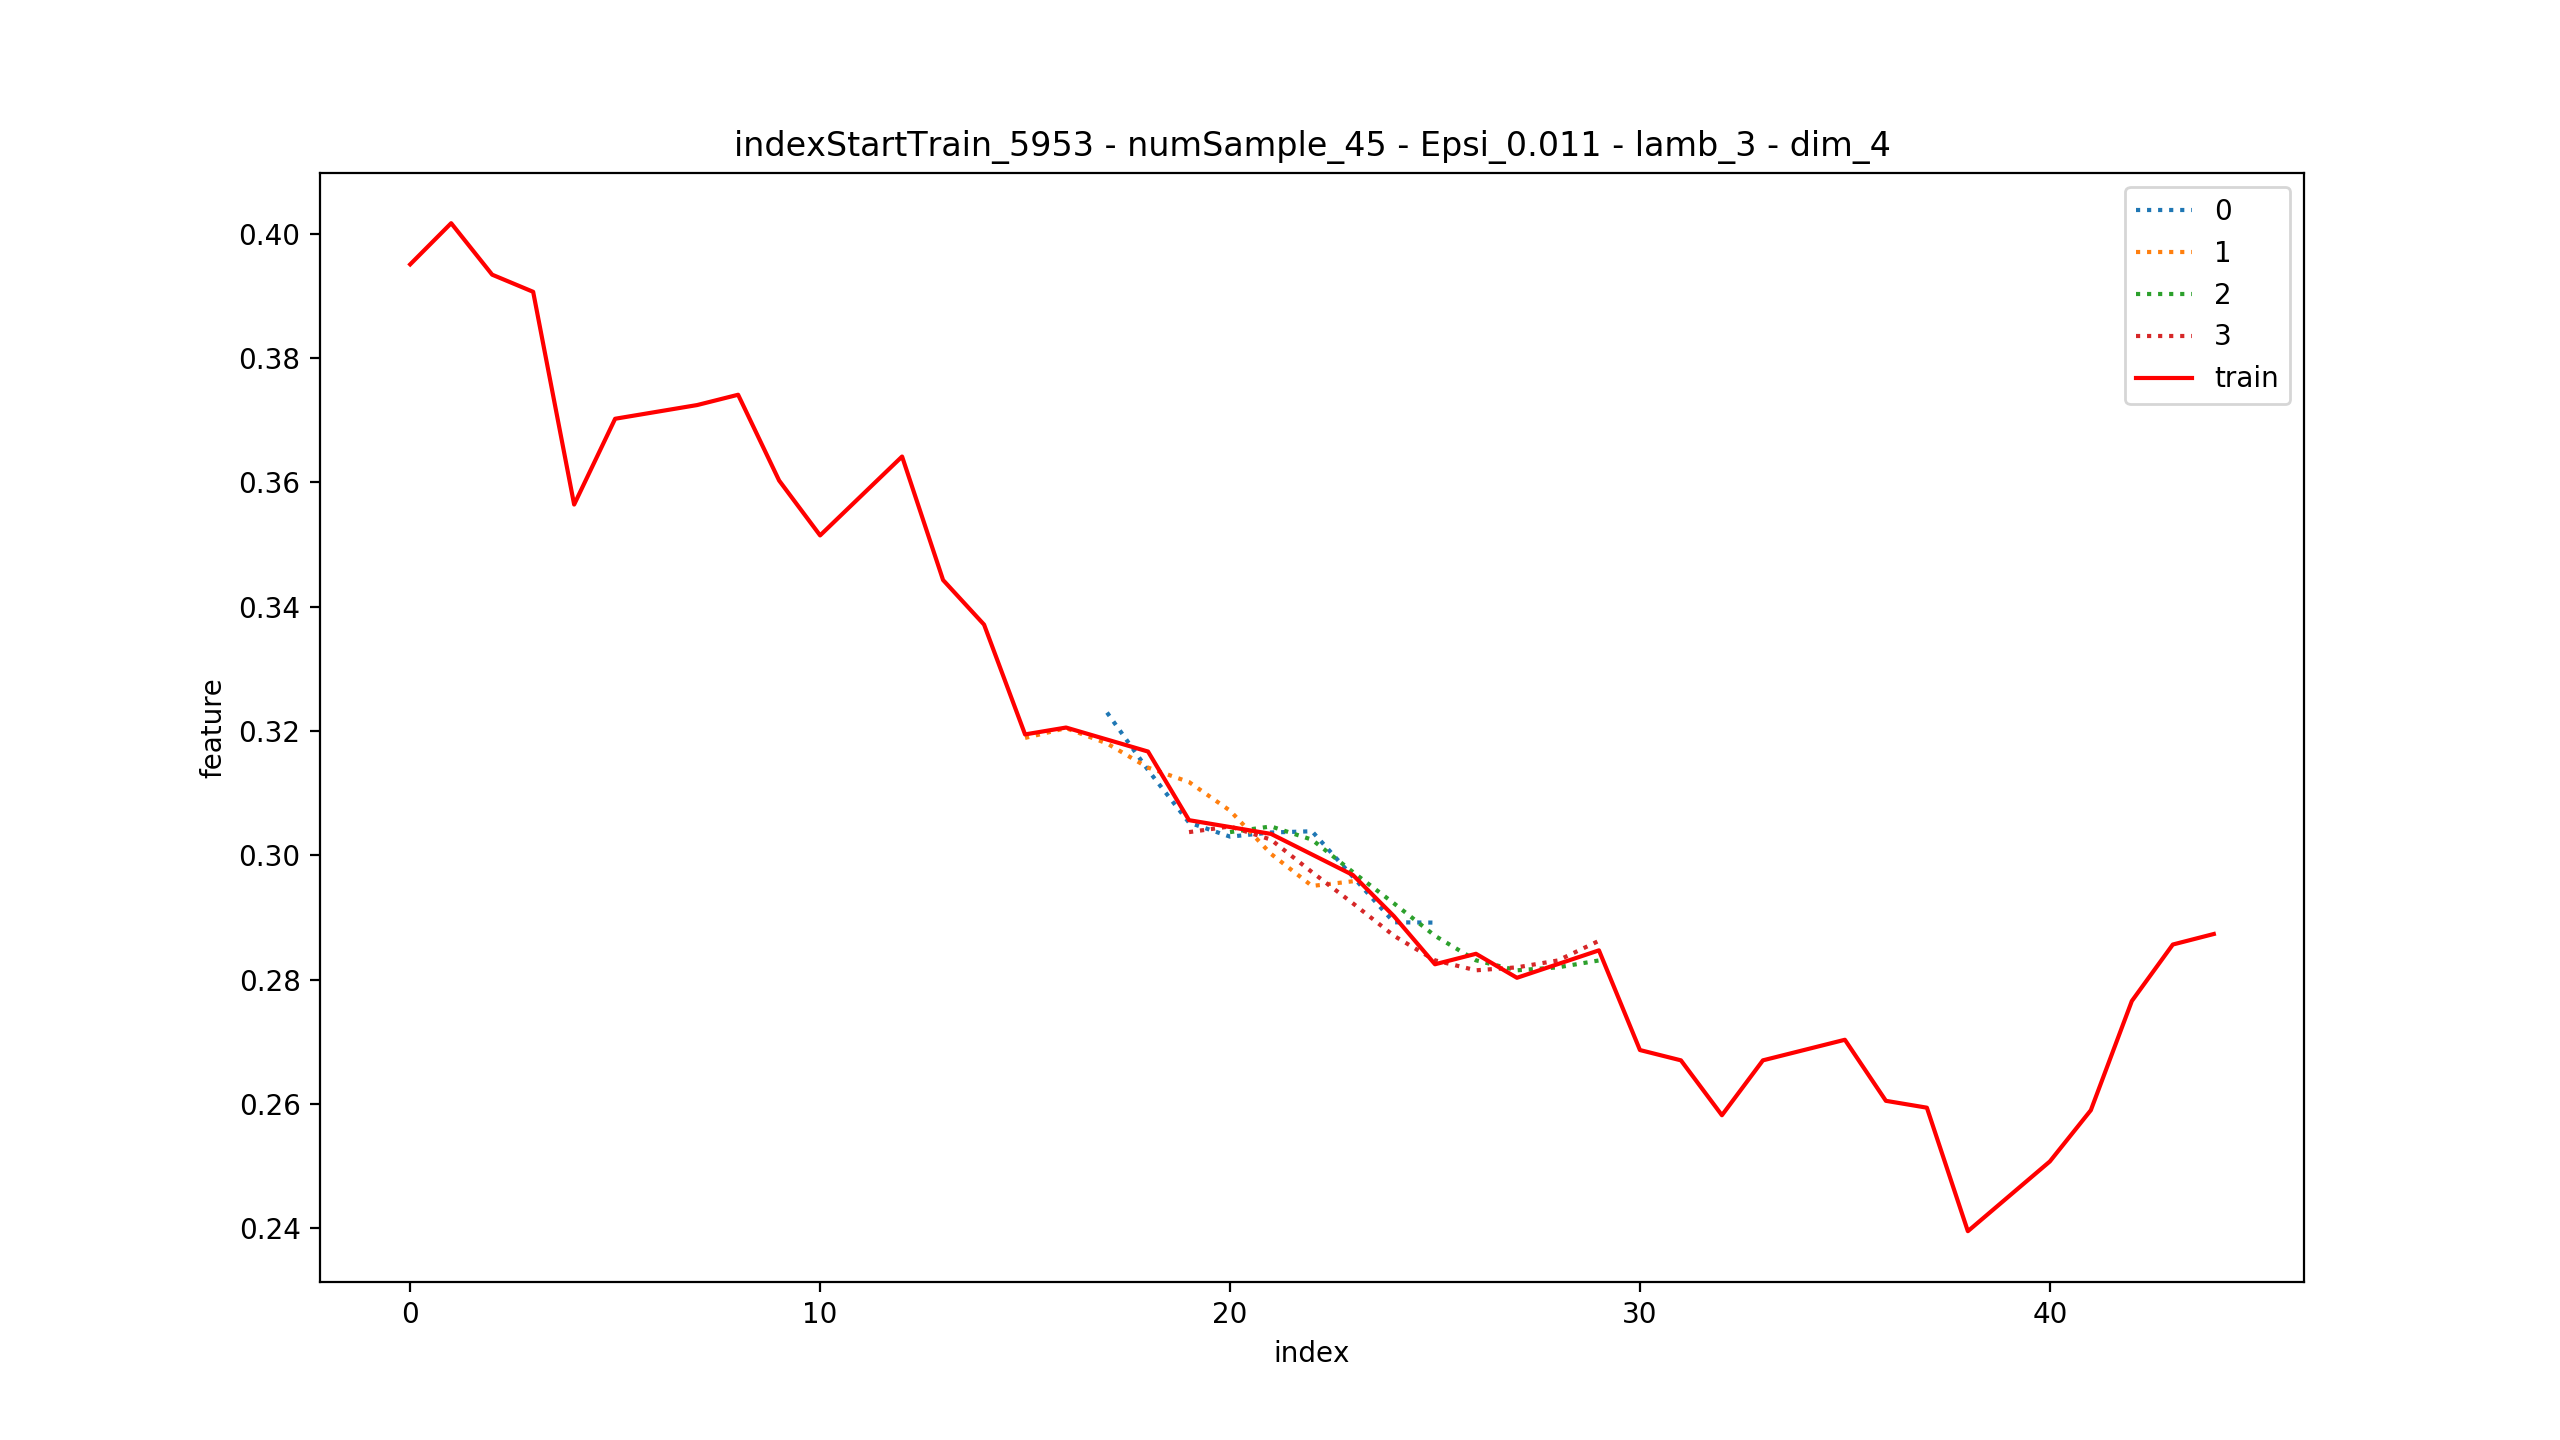 indexStartTrain_5953 - numSample_45 - Epsi_0.011 - lamb_3 - dim_4
0
1
2
3
train
0.40
0.38
0.36
0.34
0.32
0.30
0.28
0.26
0.24
feature
0 10 20 30 40
index